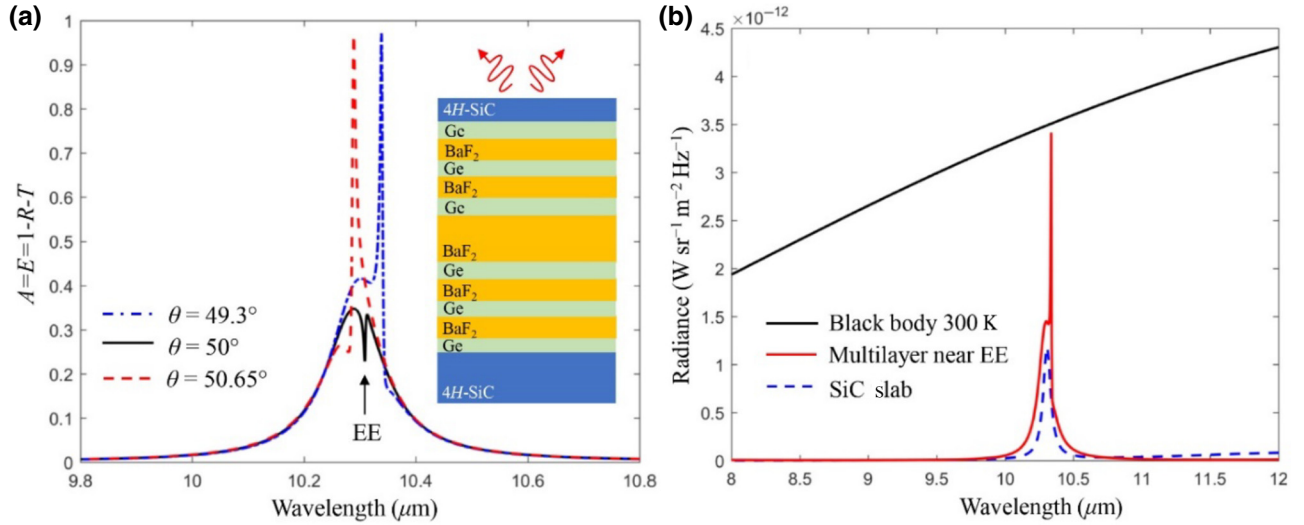 (a)
A=E=1-R-T
1
0.9
0.8
0.7
0.6
0.5
0.4
0.3
0.2
0.1
0
θ = 49.3°
θ = 50°
θ = 50.65°
EE
4H-SiC
Ge
BaF₂
Ge
BaF₂
Ge
BaF₂
Ge
BaF₂
Ge
BaF₂
Ge
4H-SiC
9.8 10 10.2 10.4 10.6 10.8
Wavelength (μm)
(b)
×10⁻¹²
Radiance (W sr⁻¹ m⁻² Hz⁻¹)
4.5
4
3.5
3
2.5
2
1.5
1
0.5
0
Black body 300 K
Multilayer near EE
SiC slab
8 8.5 9 9.5 10 10.5 11 11.5 12
Wavelength (μm)